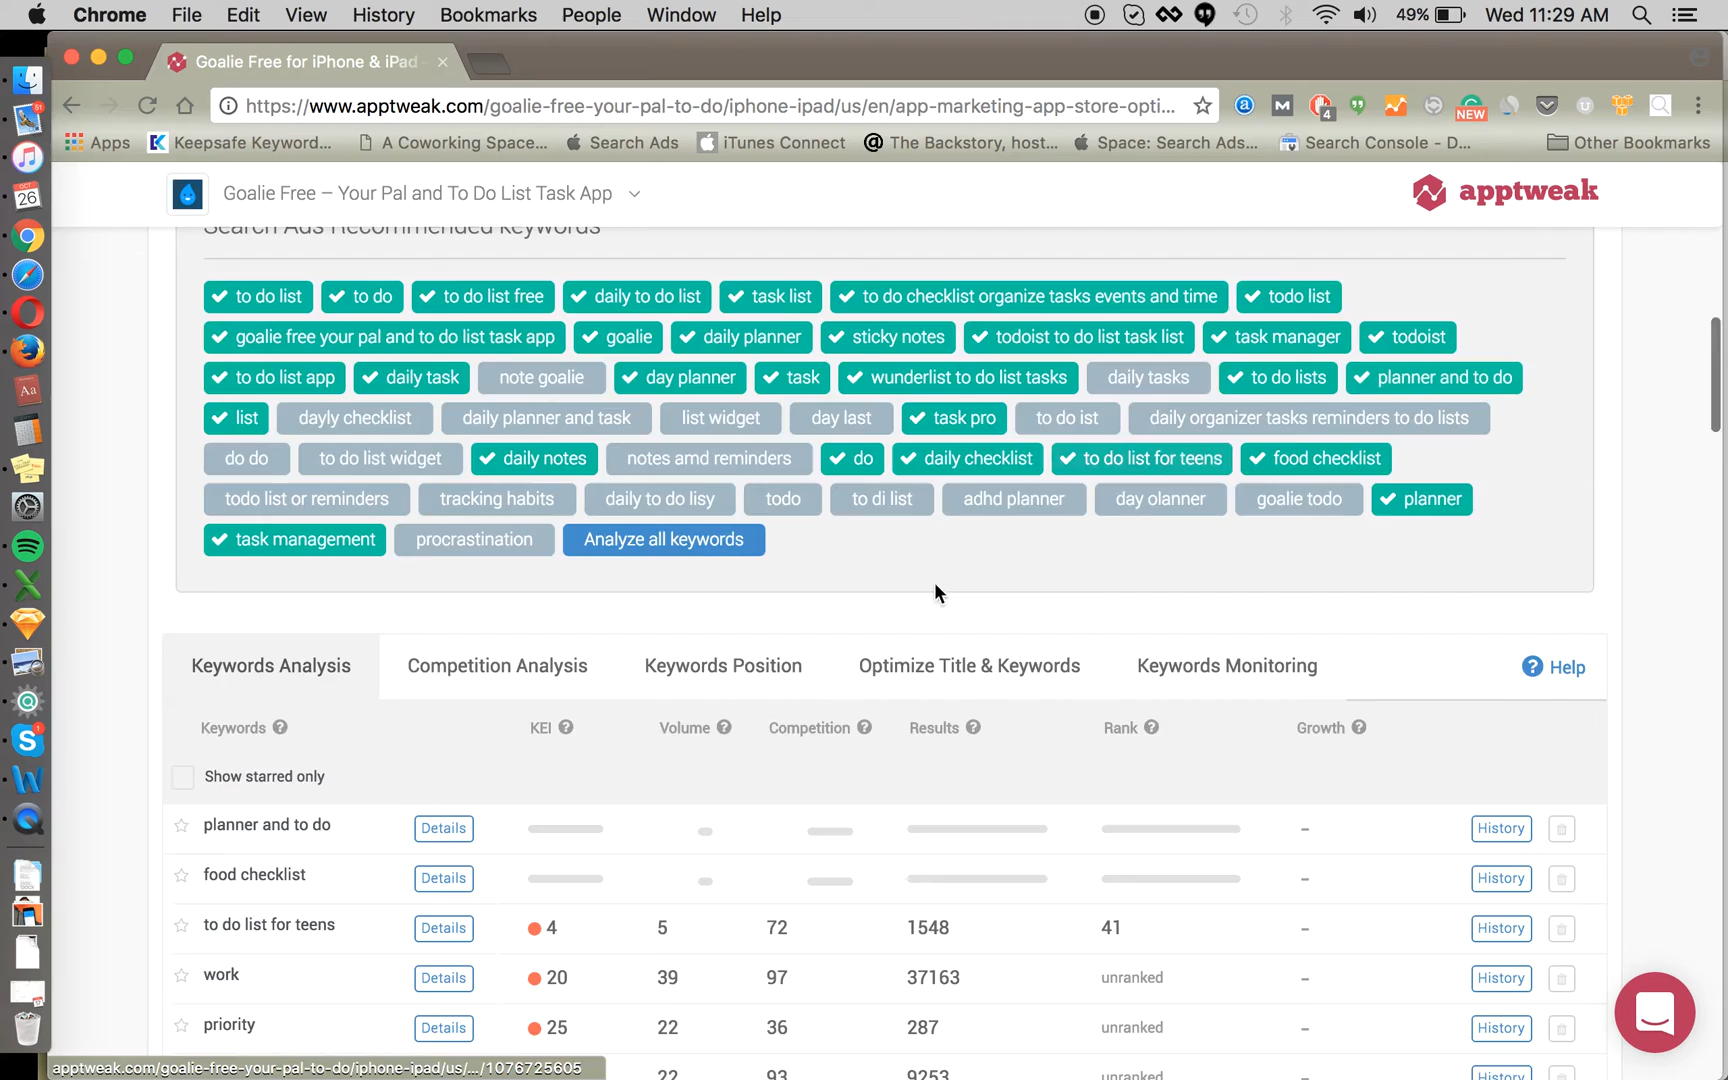 Chrome File Edit View History Bookmarks People Window Help 49% Wed 11:29 AM
Goalie Free for iPhone & iPad
https://www.apptweak.com/goalie-free-your-pal-to-do/iphone-ipad/us/en/app-marketing-app-store-opti...
4 NEW
Apps Keepsafe Keyword... A Coworking Space... Search Ads iTunes Connect The Backstory, host... Space: Search Ads... Search Console - D... Other Bookmarks
Goalie Free – Your Pal and To Do List Task App apptweak
Search Ads Recommended keywords
to do list to do to do list free daily to do list task list to do checklist organize tasks events and time todo list
goalie free your pal and to do list task app goalie daily planner sticky notes todoist to do list task list task manager todoist
to do list app daily task note goalie day planner task wunderlist to do list tasks daily tasks to do lists planner and to do
list dayly checklist daily planner and task list widget day last task pro to do ist daily organizer tasks reminders to do lists
do do to do list widget daily notes notes amd reminders do daily checklist to do list for teens food checklist
todo list or reminders tracking habits daily to do lisy todo to di list adhd planner day olanner goalie todo planner
task management procrastination Analyze all keywords
Keywords Analysis Competition Analysis Keywords Position Optimize Title & Keywords Keywords Monitoring Help
Keywords KEI Volume Competition Results Rank Growth
Show starred only
planner and to do Details – History
food checklist Details – History
to do list for teens Details 4 5 72 1548 41 – History
work Details 20 39 97 37163 unranked – History
priority Details 25 22 36 287 unranked – History
22 93 9253 unranked
apptweak.com/goalie-free-your-pal-to-do/iphone-ipad/us/.../1076725605